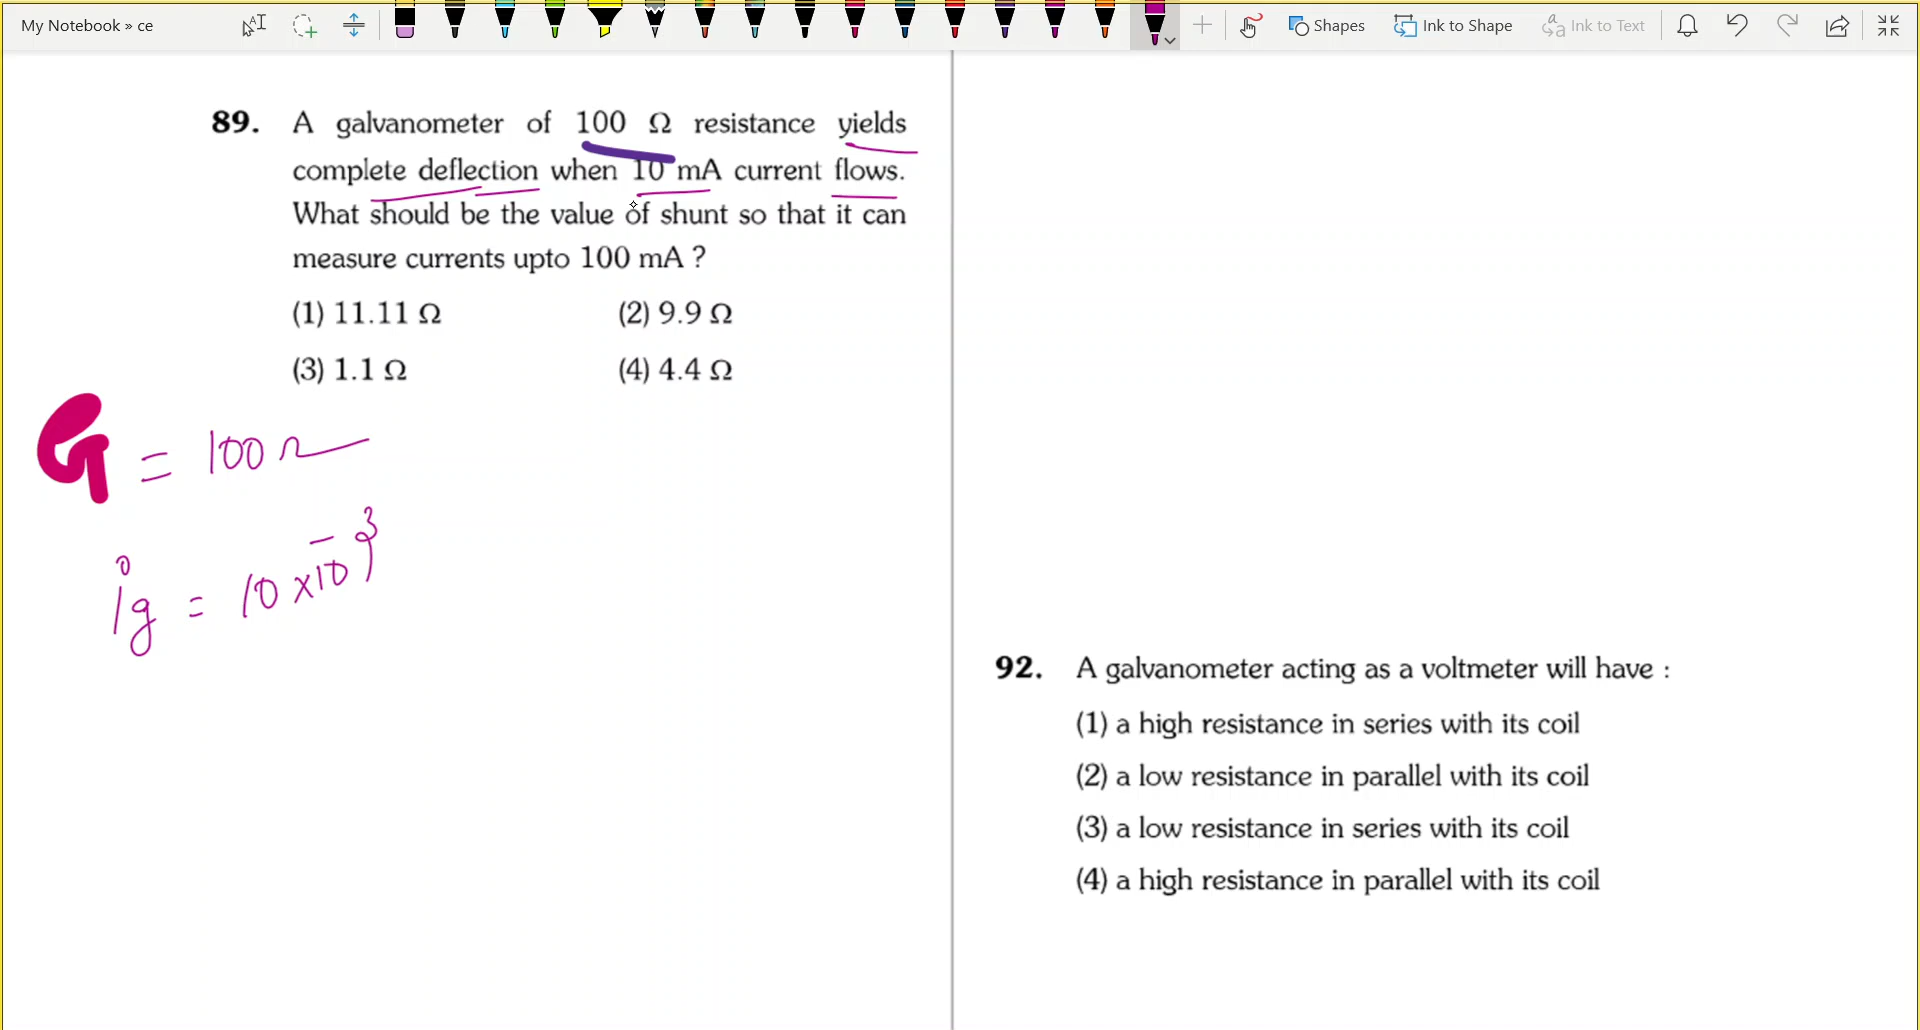 My Notebook » ce
Shapes
Ink to Shape
Ink to Text
89. A galvanometer of 100 Ω resistance yields
complete deflection when 10 mA current flows.
What should be the value of shunt so that it can
measure currents upto 100 mA ?
(1) 11.11 Ω (2) 9.9 Ω
(3) 1.1 Ω (4) 4.4 Ω
G = 100 Ω
ig = 10 × 10⁻³
92. A galvanometer acting as a voltmeter will have :
(1) a high resistance in series with its coil
(2) a low resistance in parallel with its coil
(3) a low resistance in series with its coil
(4) a high resistance in parallel with its coil